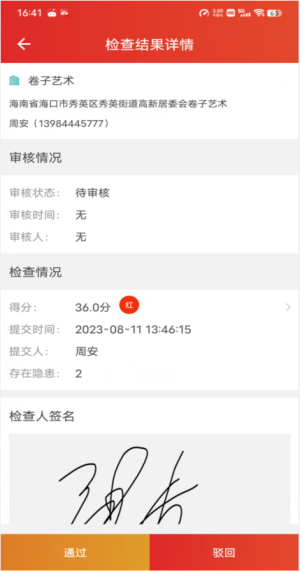 16:41
3.80 KB/s 5G 63
检查结果详情
卷子艺术
海南省海口市秀英区秀英街道高新居委会卷子艺术
周安（13984445777）
审核情况
审核状态： 待审核
审核时间： 无
审核人： 无
检查情况
得分： 36.0分 红
提交时间： 2023-08-11 13:46:15
提交人： 周安
存在隐患： 2
检查人签名
通过 驳回